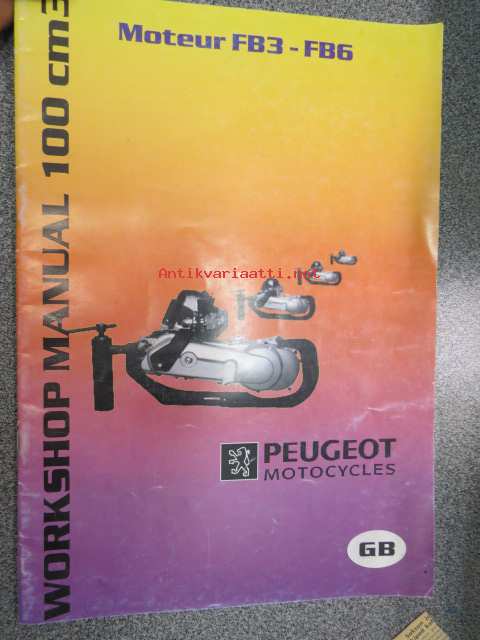 Moteur FB3 - FB6
WORKSHOP MANUAL 100 cm3
Antikvariaatti.net
PEUGEOT
MOTOCYCLES
GB